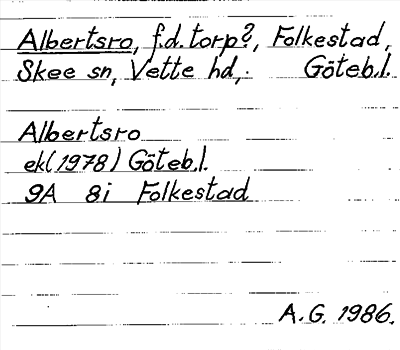 Albertsro, f.d. torp?, Folkestad,
Skee sn, Vette hd, Göteb.l.
Albertsro
ek(1978) Göteb.l.
9A 8i Folkestad
A.G. 1986.